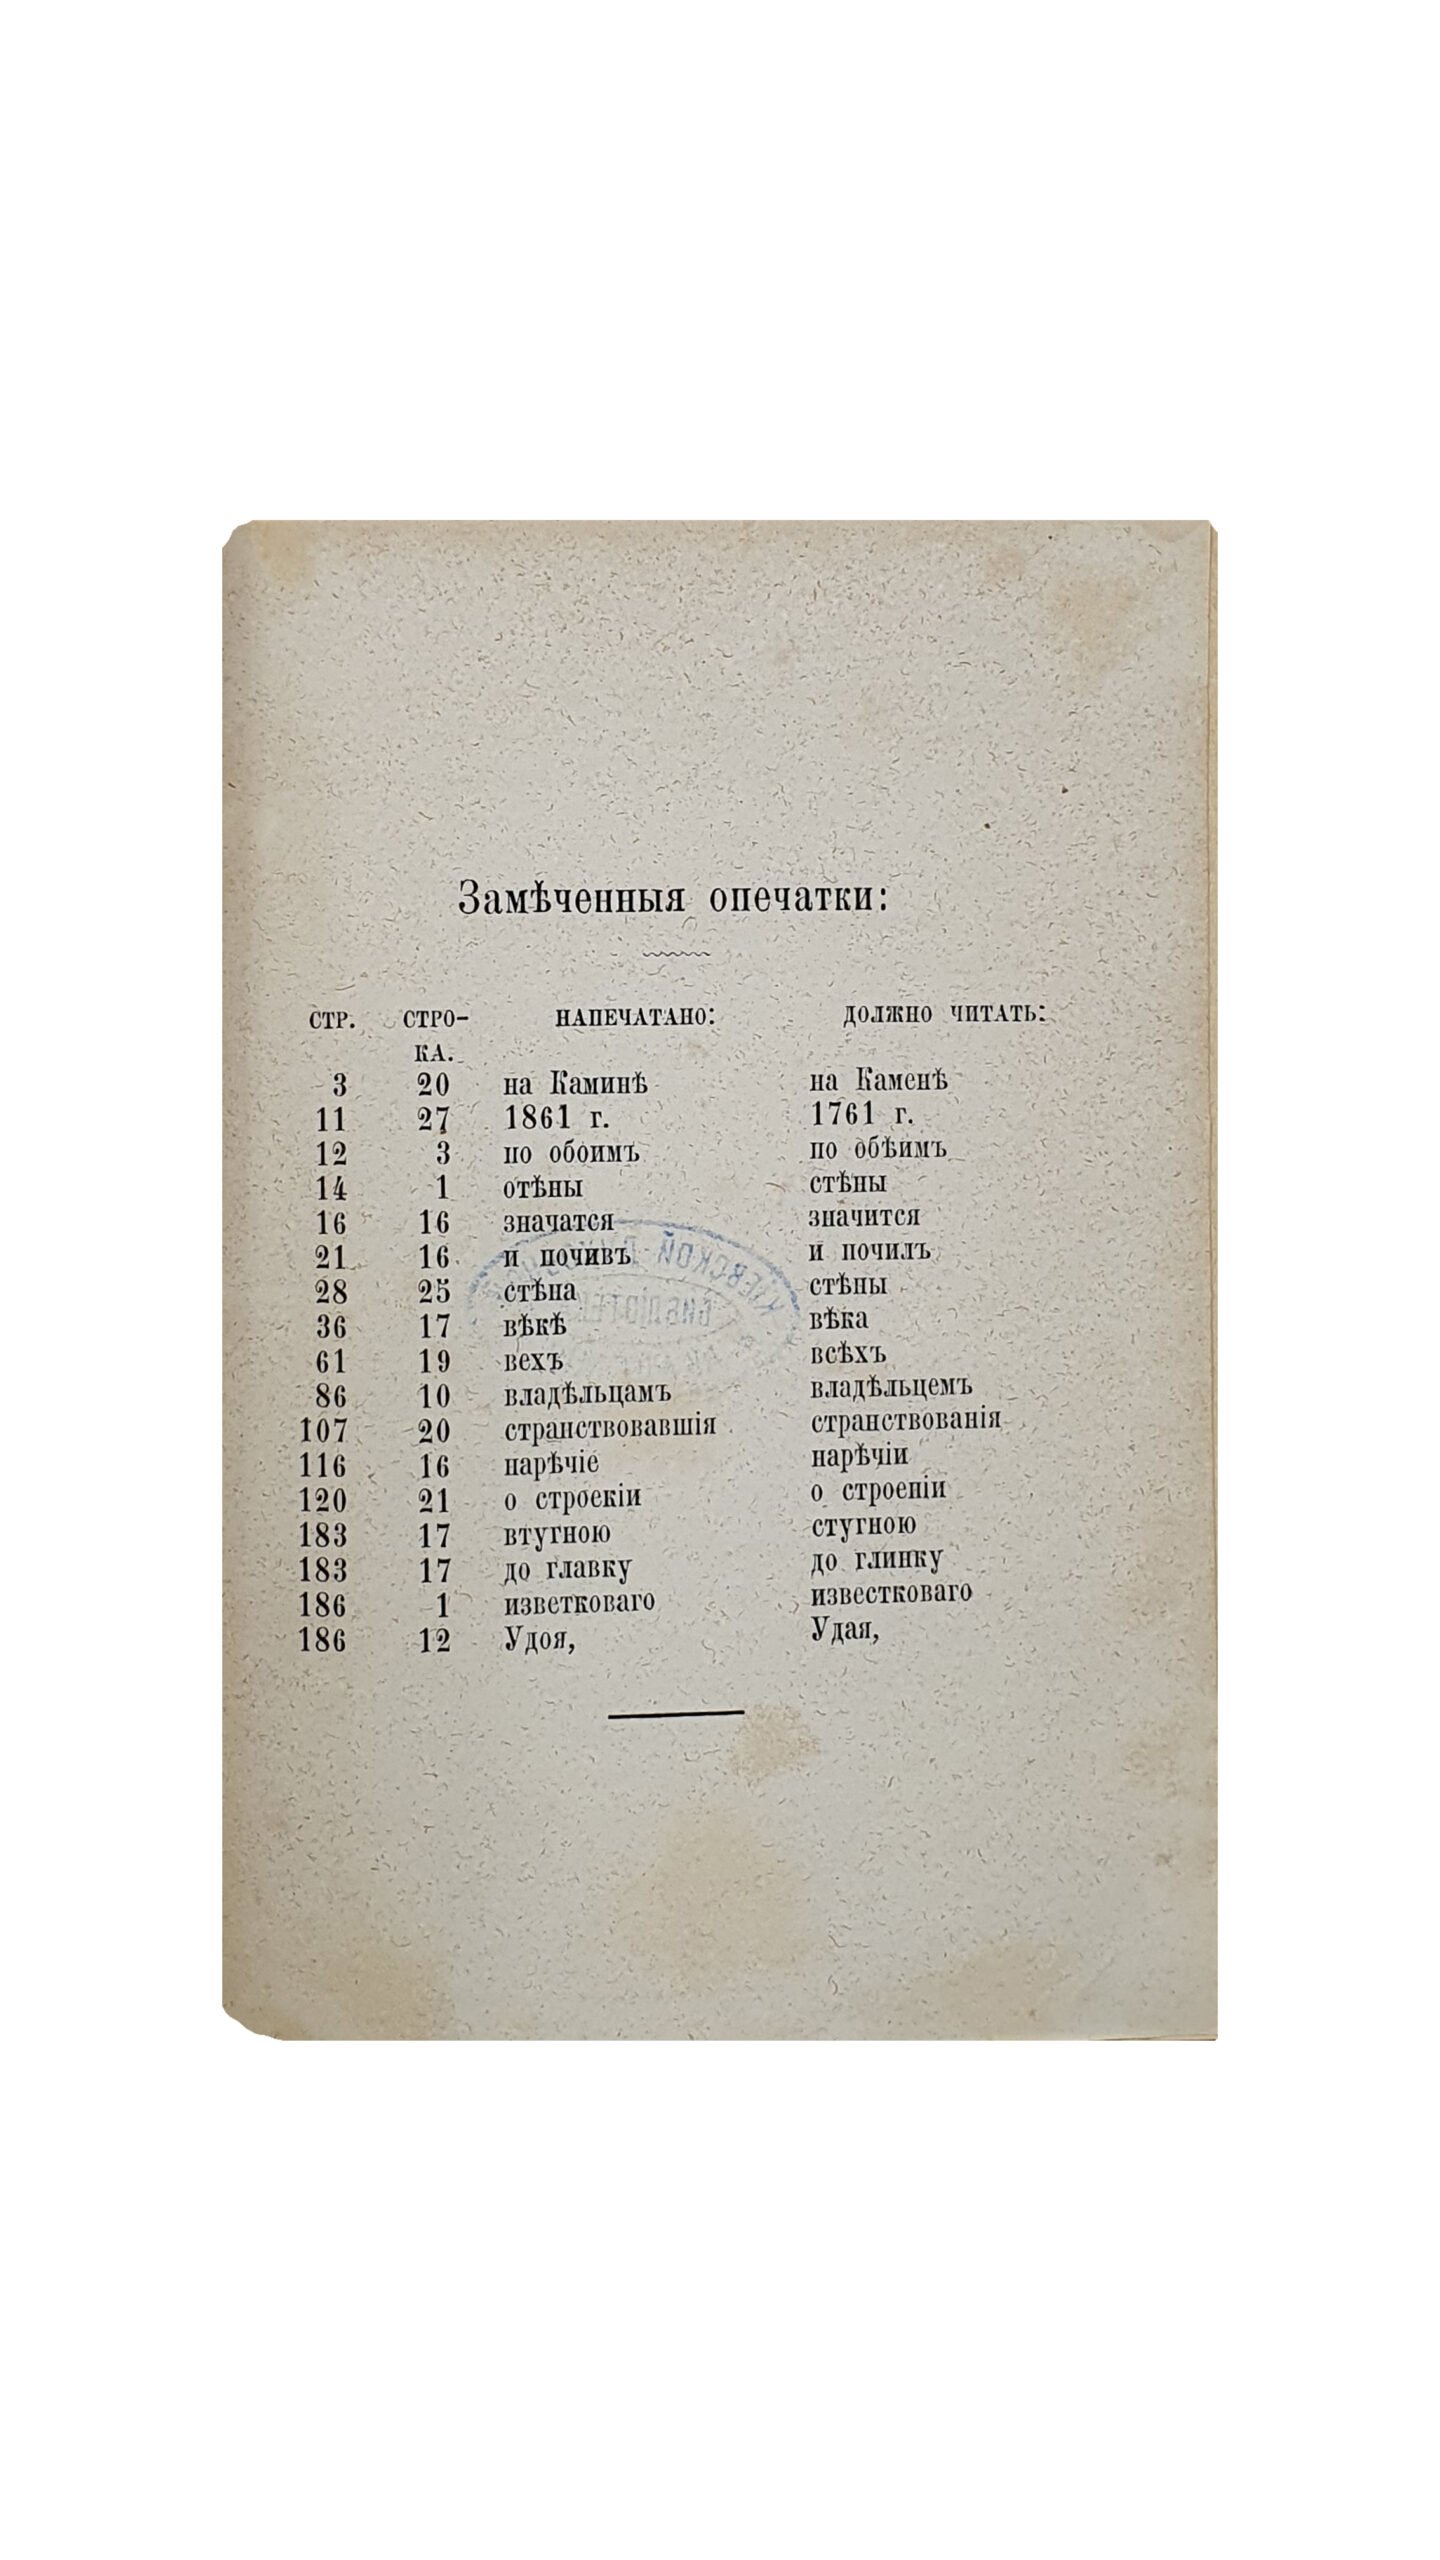 Замѣченныя опечатки:
СТР. СТРО- НАПЕЧАТАНО: ДОЛЖНО ЧИТАТЬ:
КА.
3 20 на Каминѣ на Каменѣ
11 27 1861 г. 1761 г.
12 3 по обоимъ по обѣимъ
14 1 отѣны стѣны
16 16 значатся значится
21 16 и почивъ и почилъ
28 25 стѣна стѣны
36 17 вѣкѣ вѣка
61 19 вехъ всѣхъ
86 10 владѣльцамъ владѣльцемъ
107 20 странствовавшія странствованія
116 16 нарѣчіе нарѣчіи
120 21 о строекіи о строеніи
183 17 втугною стугною
183 17 до главку до глинку
186 1 изветковаго известковаго
186 12 Удоя, Удая,
КІЕВСКОЙ